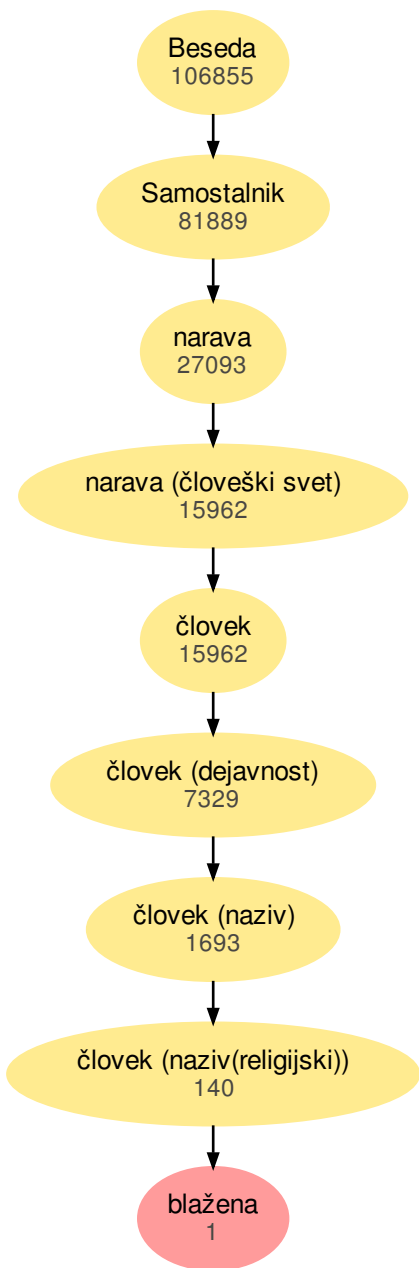 Beseda
106855
Samostalnik
81889
narava
27093
narava (človeški svet)
15962
človek
15962
človek (dejavnost)
7329
človek (naziv)
1693
človek (naziv(religijski))
140
blažena
1